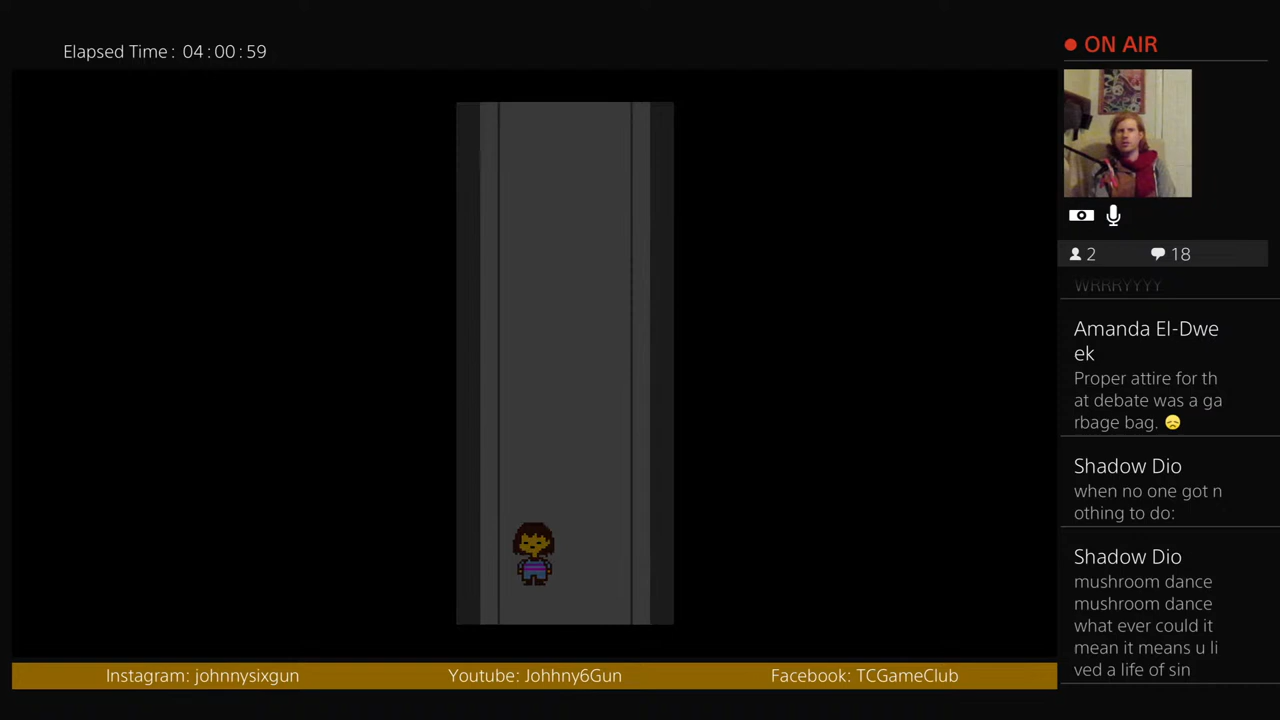 Elapsed Time: 04:00:59
ON AIR
2 18
WRRRYYYY
Amanda El-Dwe
ek
Proper attire for th
at debate was a ga
rbage bag. 😞
Shadow Dio
when no one got n
othing to do:
Shadow Dio
mushroom dance
mushroom dance
what ever could it
mean it means u li
ved a life of sin
Instagram: johnnysixgun Youtube: Johhny6Gun Facebook: TCGameClub